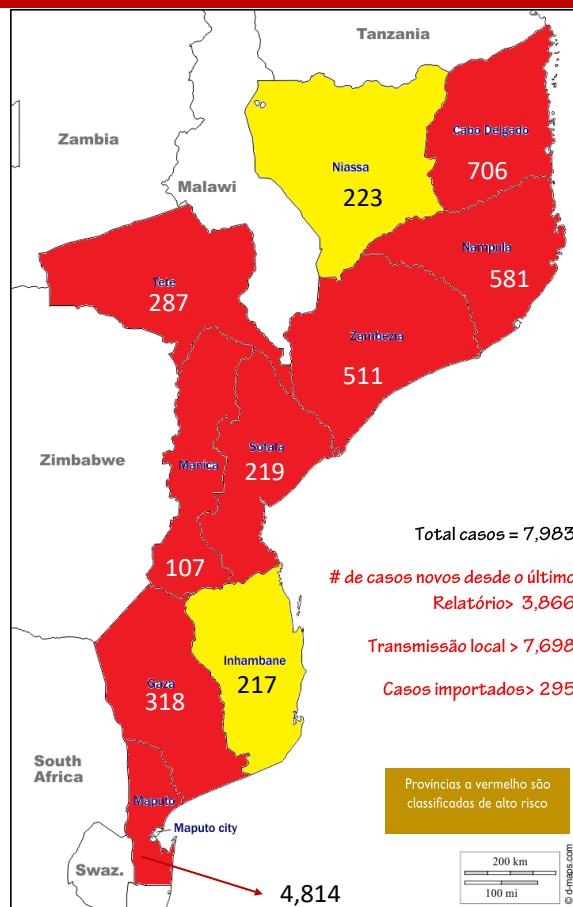 Tanzania
Cabo Delgado
706
Zambia
Niassa
223
Malawi
Nampula
581
Tete
287
Zambezia
511
Zimbabwe
Sofala
219
Manica
107
Total casos = 7,983
# de casos novos desde o último
Relatório> 3,866
Transmissão local > 7,698
Casos importados> 295
Inhambane
217
Gaza
318
South
Africa
Maputo
Maputo city
Províncias a vermelho são
classificadas de alto risco
Swaz.
4,814
200 km
100 mi
© d-maps.com